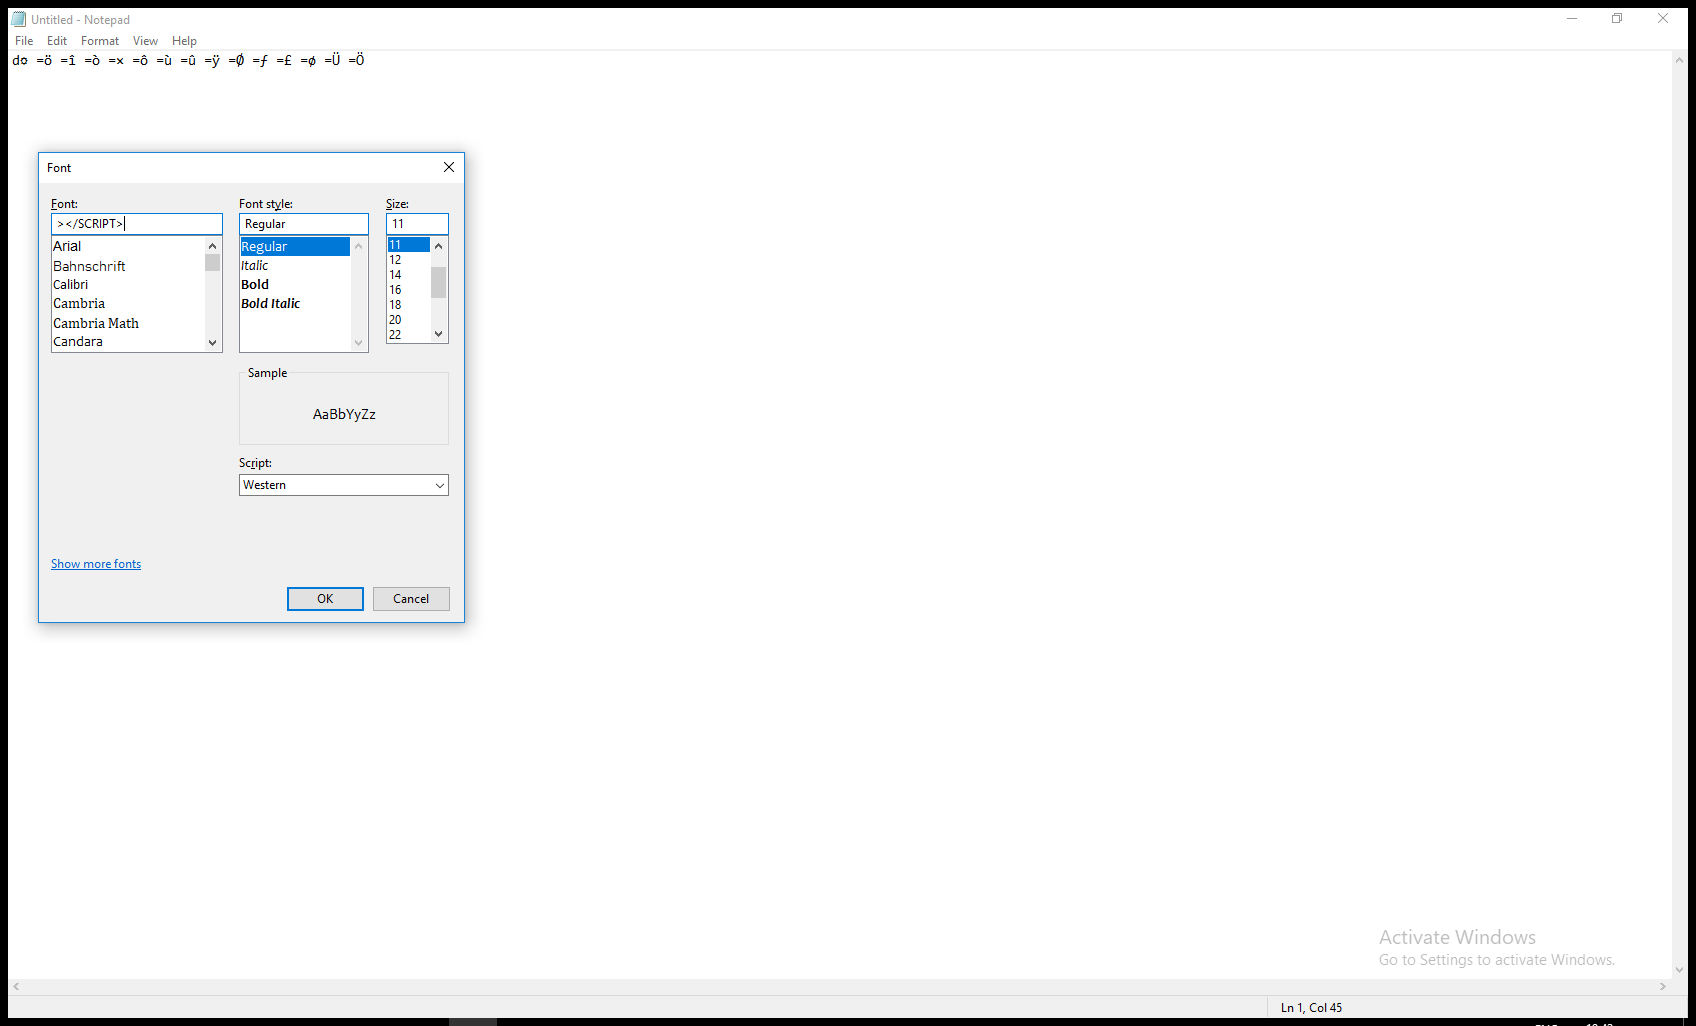 Untitled - Notepad
File Edit Format View Help
d¤ =ö =î =ò =× =ô =ù =û =ÿ =Ø =ƒ =£ =ø =Ü =Ö
Font
Font: Font style: Size:
></SCRIPT> Regular 11
Arial
Bahnschrift
Calibri
Cambria
Cambria Math
Candara
Regular
Italic
Bold
Bold Italic
11
12
14
16
18
20
22
Sample
AaBbYyZz
Script:
Western
Show more fonts
OK Cancel
Activate Windows
Go to Settings to activate Windows.
Ln 1, Col 45